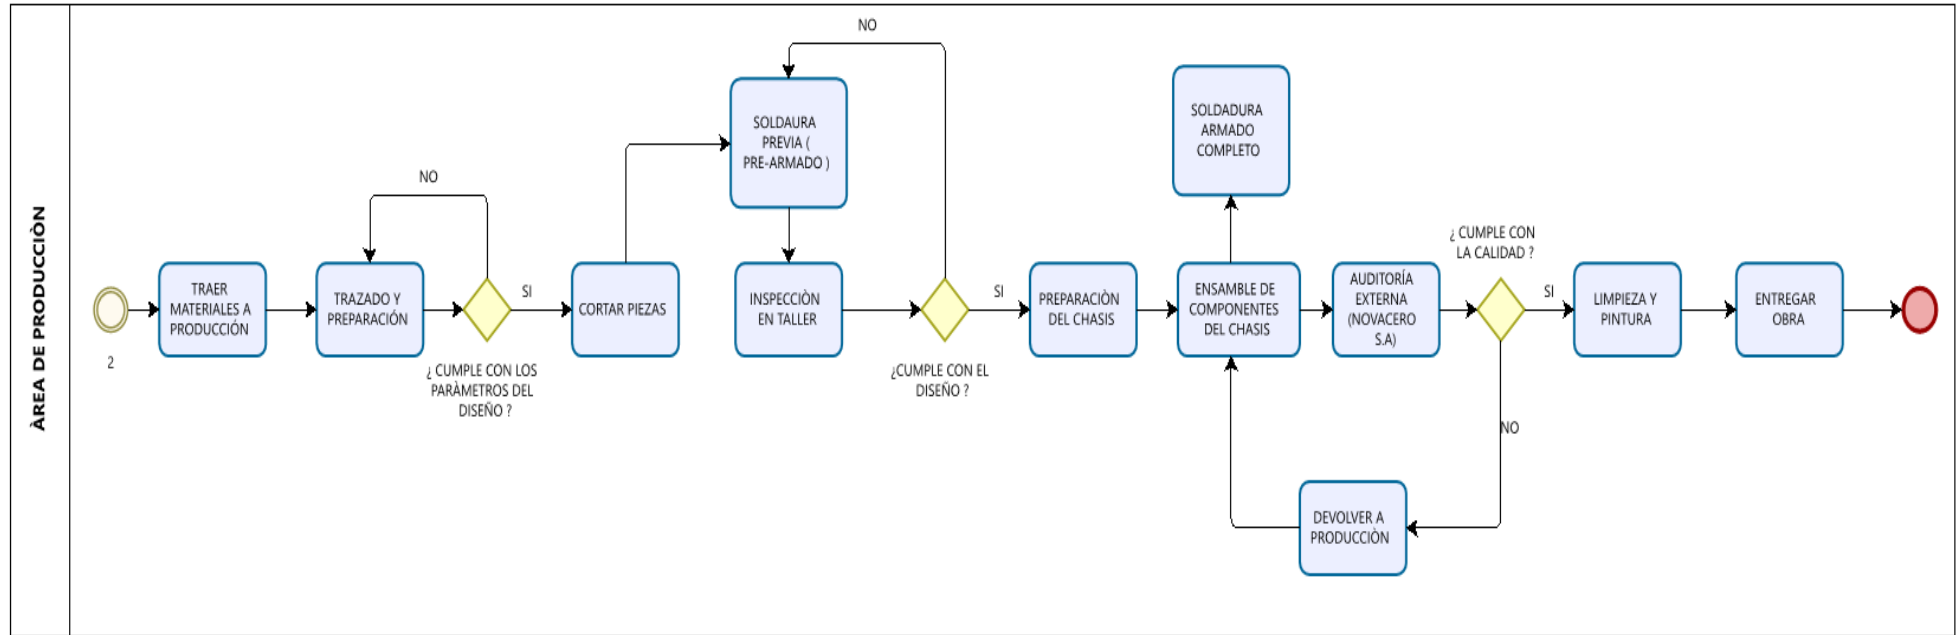 ÀREA DE PRODUCCIÒN
2
TRAER
MATERIALES A
PRODUCCIÓN
NO
TRAZADO Y
PREPARACIÓN
¿ CUMPLE CON LOS
PARÀMETROS DEL
DISEÑO ?
SI
CORTAR PIEZAS
NO
SOLDAURA
PREVIA (
PRE-ARMADO )
INSPECCIÒN
EN TALLER
¿CUMPLE CON EL
DISEÑO ?
SI
PREPARACIÒN
DEL CHASIS
ENSAMBLE DE
COMPONENTES
DEL CHASIS
SOLDADURA
ARMADO
COMPLETO
AUDITORÍA
EXTERNA
(NOVACERO
S.A)
¿ CUMPLE CON
LA CALIDAD ?
NO
DEVOLVER A
PRODUCCIÒN
SI
LIMPIEZA Y
PINTURA
ENTREGAR
OBRA